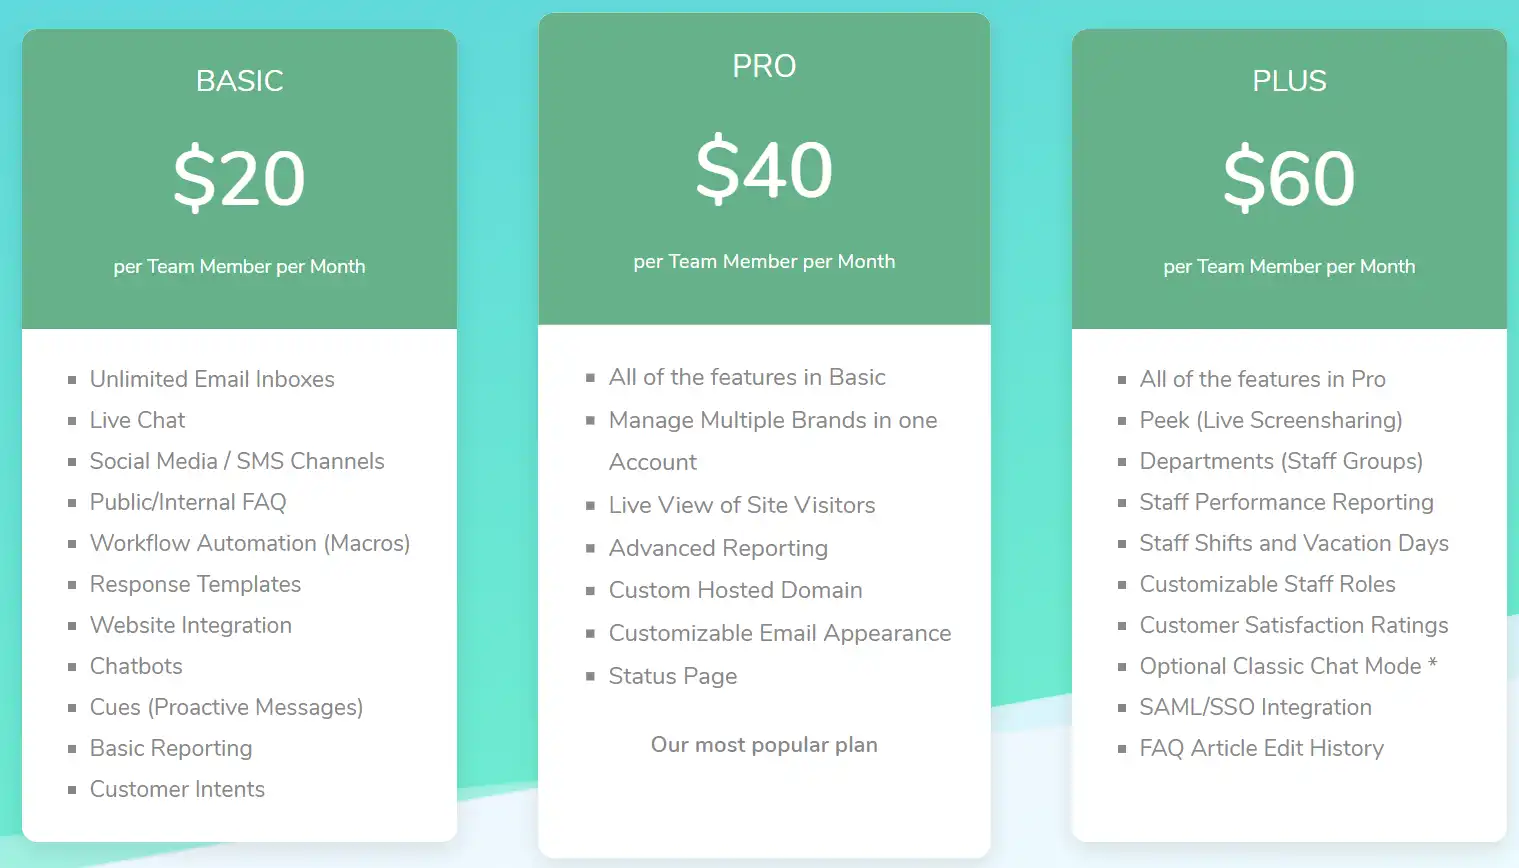 BASIC
$20
per Team Member per Month
Unlimited Email Inboxes
Live Chat
Social Media / SMS Channels
Public/Internal FAQ
Workflow Automation (Macros)
Response Templates
Website Integration
Chatbots
Cues (Proactive Messages)
Basic Reporting
Customer Intents
PRO
$40
per Team Member per Month
All of the features in Basic
Manage Multiple Brands in one
Account
Live View of Site Visitors
Advanced Reporting
Custom Hosted Domain
Customizable Email Appearance
Status Page
Our most popular plan
PLUS
$60
per Team Member per Month
All of the features in Pro
Peek (Live Screensharing)
Departments (Staff Groups)
Staff Performance Reporting
Staff Shifts and Vacation Days
Customizable Staff Roles
Customer Satisfaction Ratings
Optional Classic Chat Mode *
SAML/SSO Integration
FAQ Article Edit History